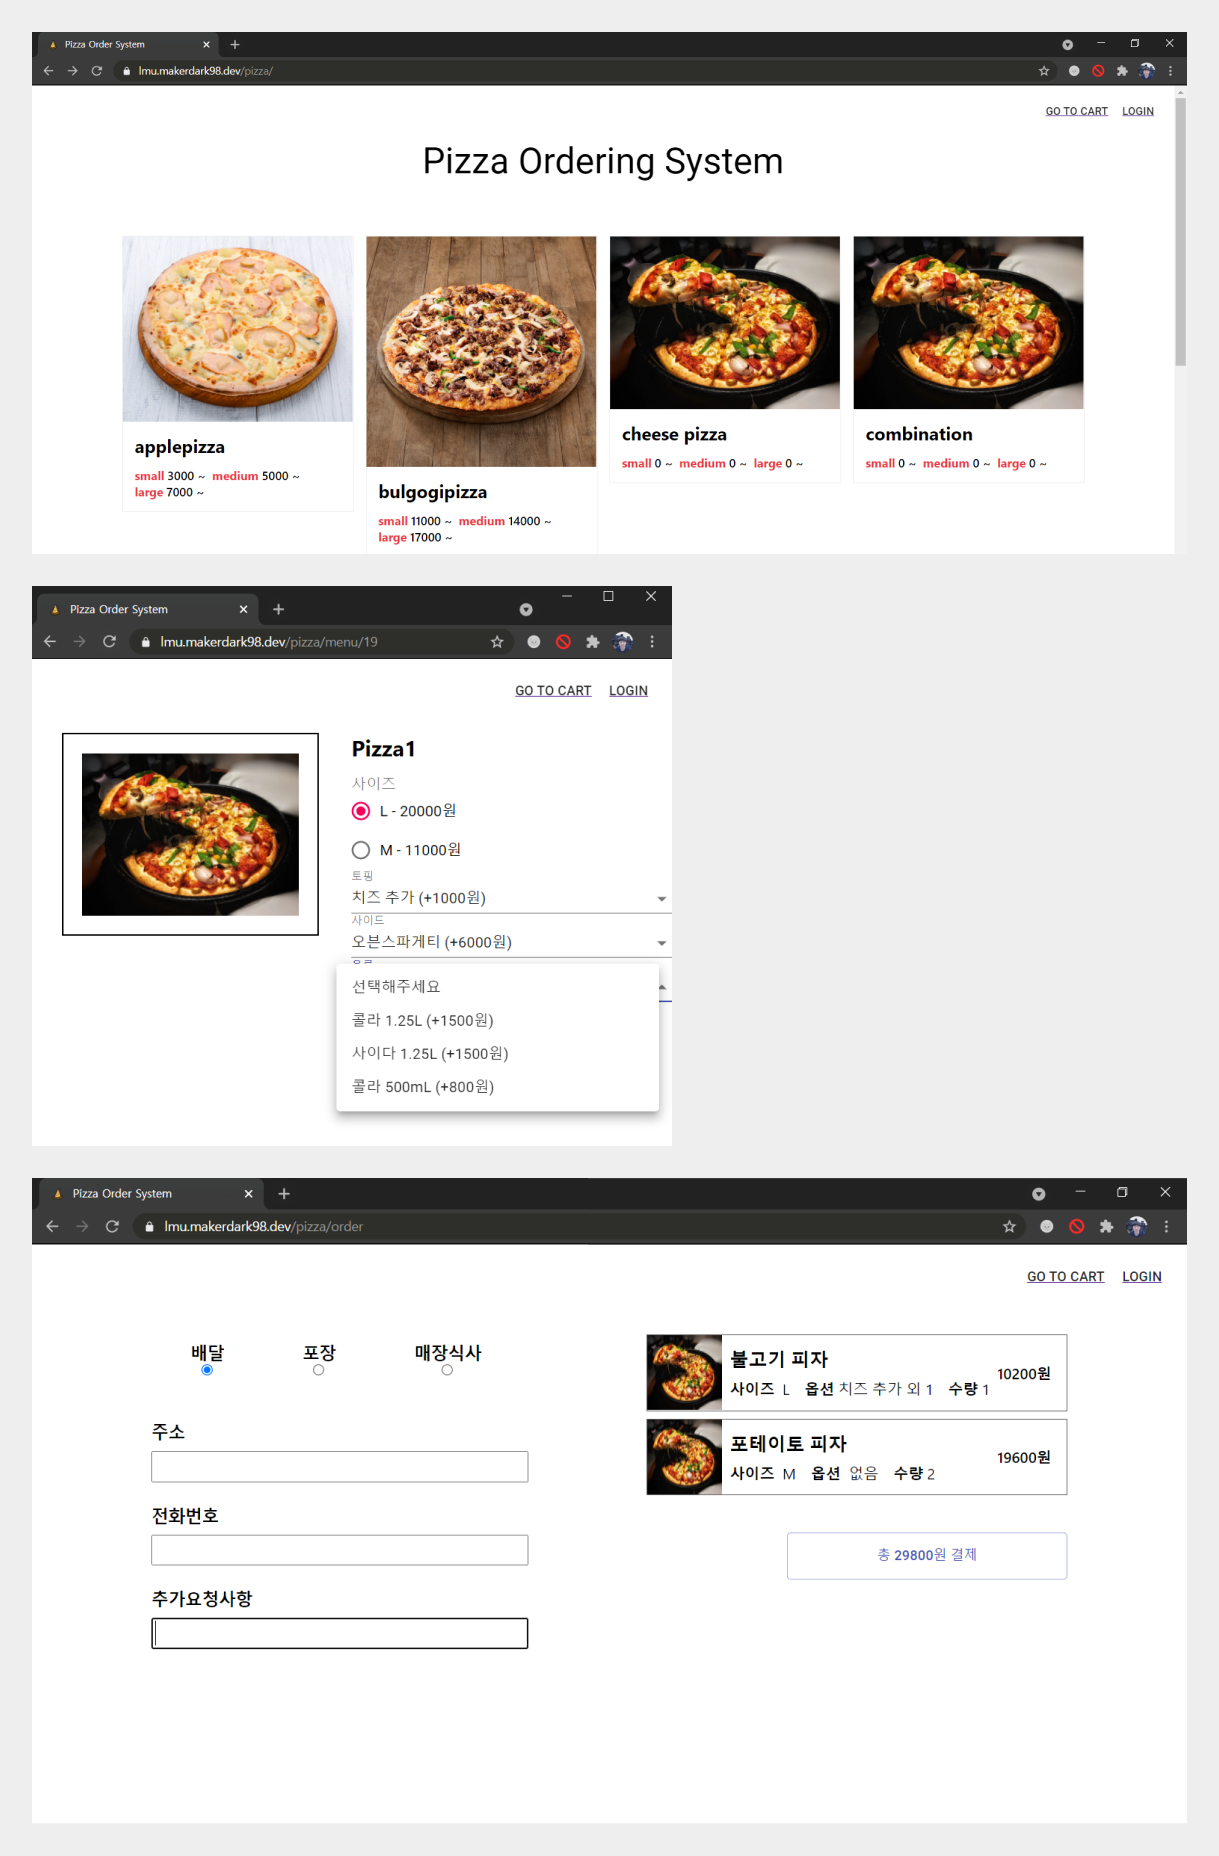 Pizza Order System
lmu.makerdark98.dev/pizza/
GO TO CART LOGIN
Pizza Ordering System
applepizza
small 3000 ~ medium 5000 ~
large 7000 ~
bulgogipizza
small 11000 ~ medium 14000 ~
large 17000 ~
cheese pizza
small 0 ~ medium 0 ~ large 0 ~
combination
small 0 ~ medium 0 ~ large 0 ~
Pizza Order System
lmu.makerdark98.dev/pizza/menu/19
GO TO CART LOGIN
Pizza1
사이즈
L - 20000원
M - 11000원
토핑
치즈 추가 (+1000원)
사이드
오븐스파게티 (+6000원)
선택해주세요
콜라 1.25L (+1500원)
사이다 1.25L (+1500원)
콜라 500mL (+800원)
Pizza Order System
lmu.makerdark98.dev/pizza/order
GO TO CART LOGIN
배달 포장 매장식사
주소
전화번호
추가요청사항
불고기 피자
사이즈 L 옵션 치즈 추가 외 1 수량 1
10200원
포테이토 피자
사이즈 M 옵션 없음 수량 2
19600원
총 29800원 결제